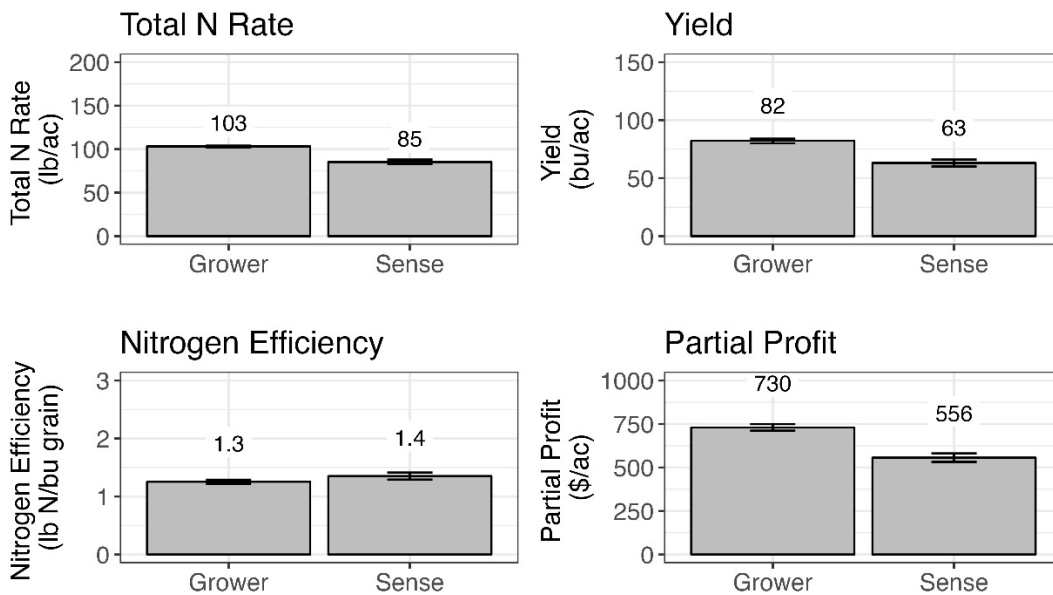 Total N Rate
Total N Rate
(lb/ac)
200
150
100
50
0
103
85
Grower
Sense
Yield
Yield
(bu/ac)
150
100
50
0
82
63
Grower
Sense
Nitrogen Efficiency
Nitrogen Efficiency
(lb N/bu grain)
3
2
1
0
1.3
1.4
Grower
Sense
Partial Profit
Partial Profit
($/ac)
1000
750
500
250
0
730
556
Grower
Sense